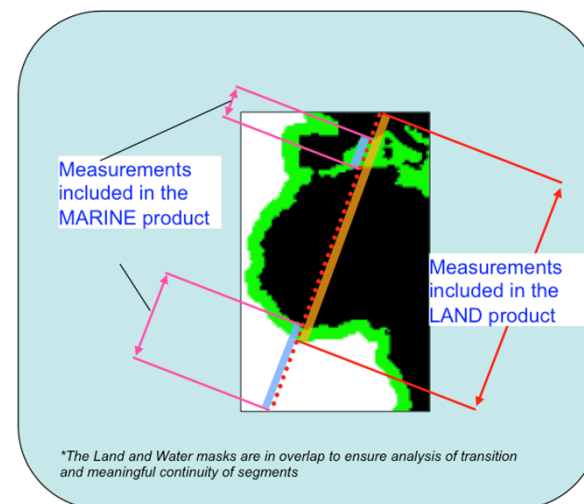 Measurements
included in the
MARINE product
Measurements
included in the
LAND product
*The Land and Water masks are in overlap to ensure analysis of transition
and meaningful continuity of segments